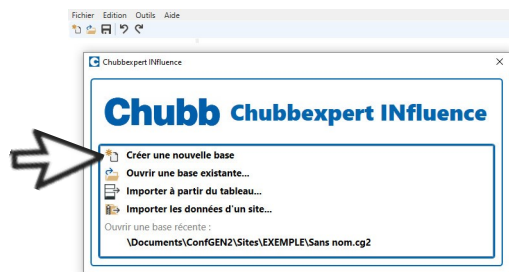 Fichier Edition Outils Aide
Chubbexpert INfluence
Chubb Chubbexpert INfluence
Créer une nouvelle base
Ouvrir une base existante...
Importer à partir du tableau...
Importer les données d'un site...
Ouvrir une base récente :
\Documents\ConfGEN2\Sites\EXEMPLE\Sans nom.cg2